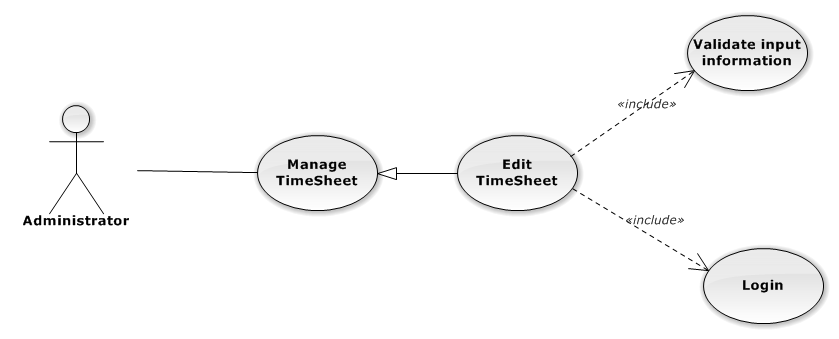 Validate input
information
«include»
Manage
TimeSheet
Edit
TimeSheet
Administrator
«include»
Login